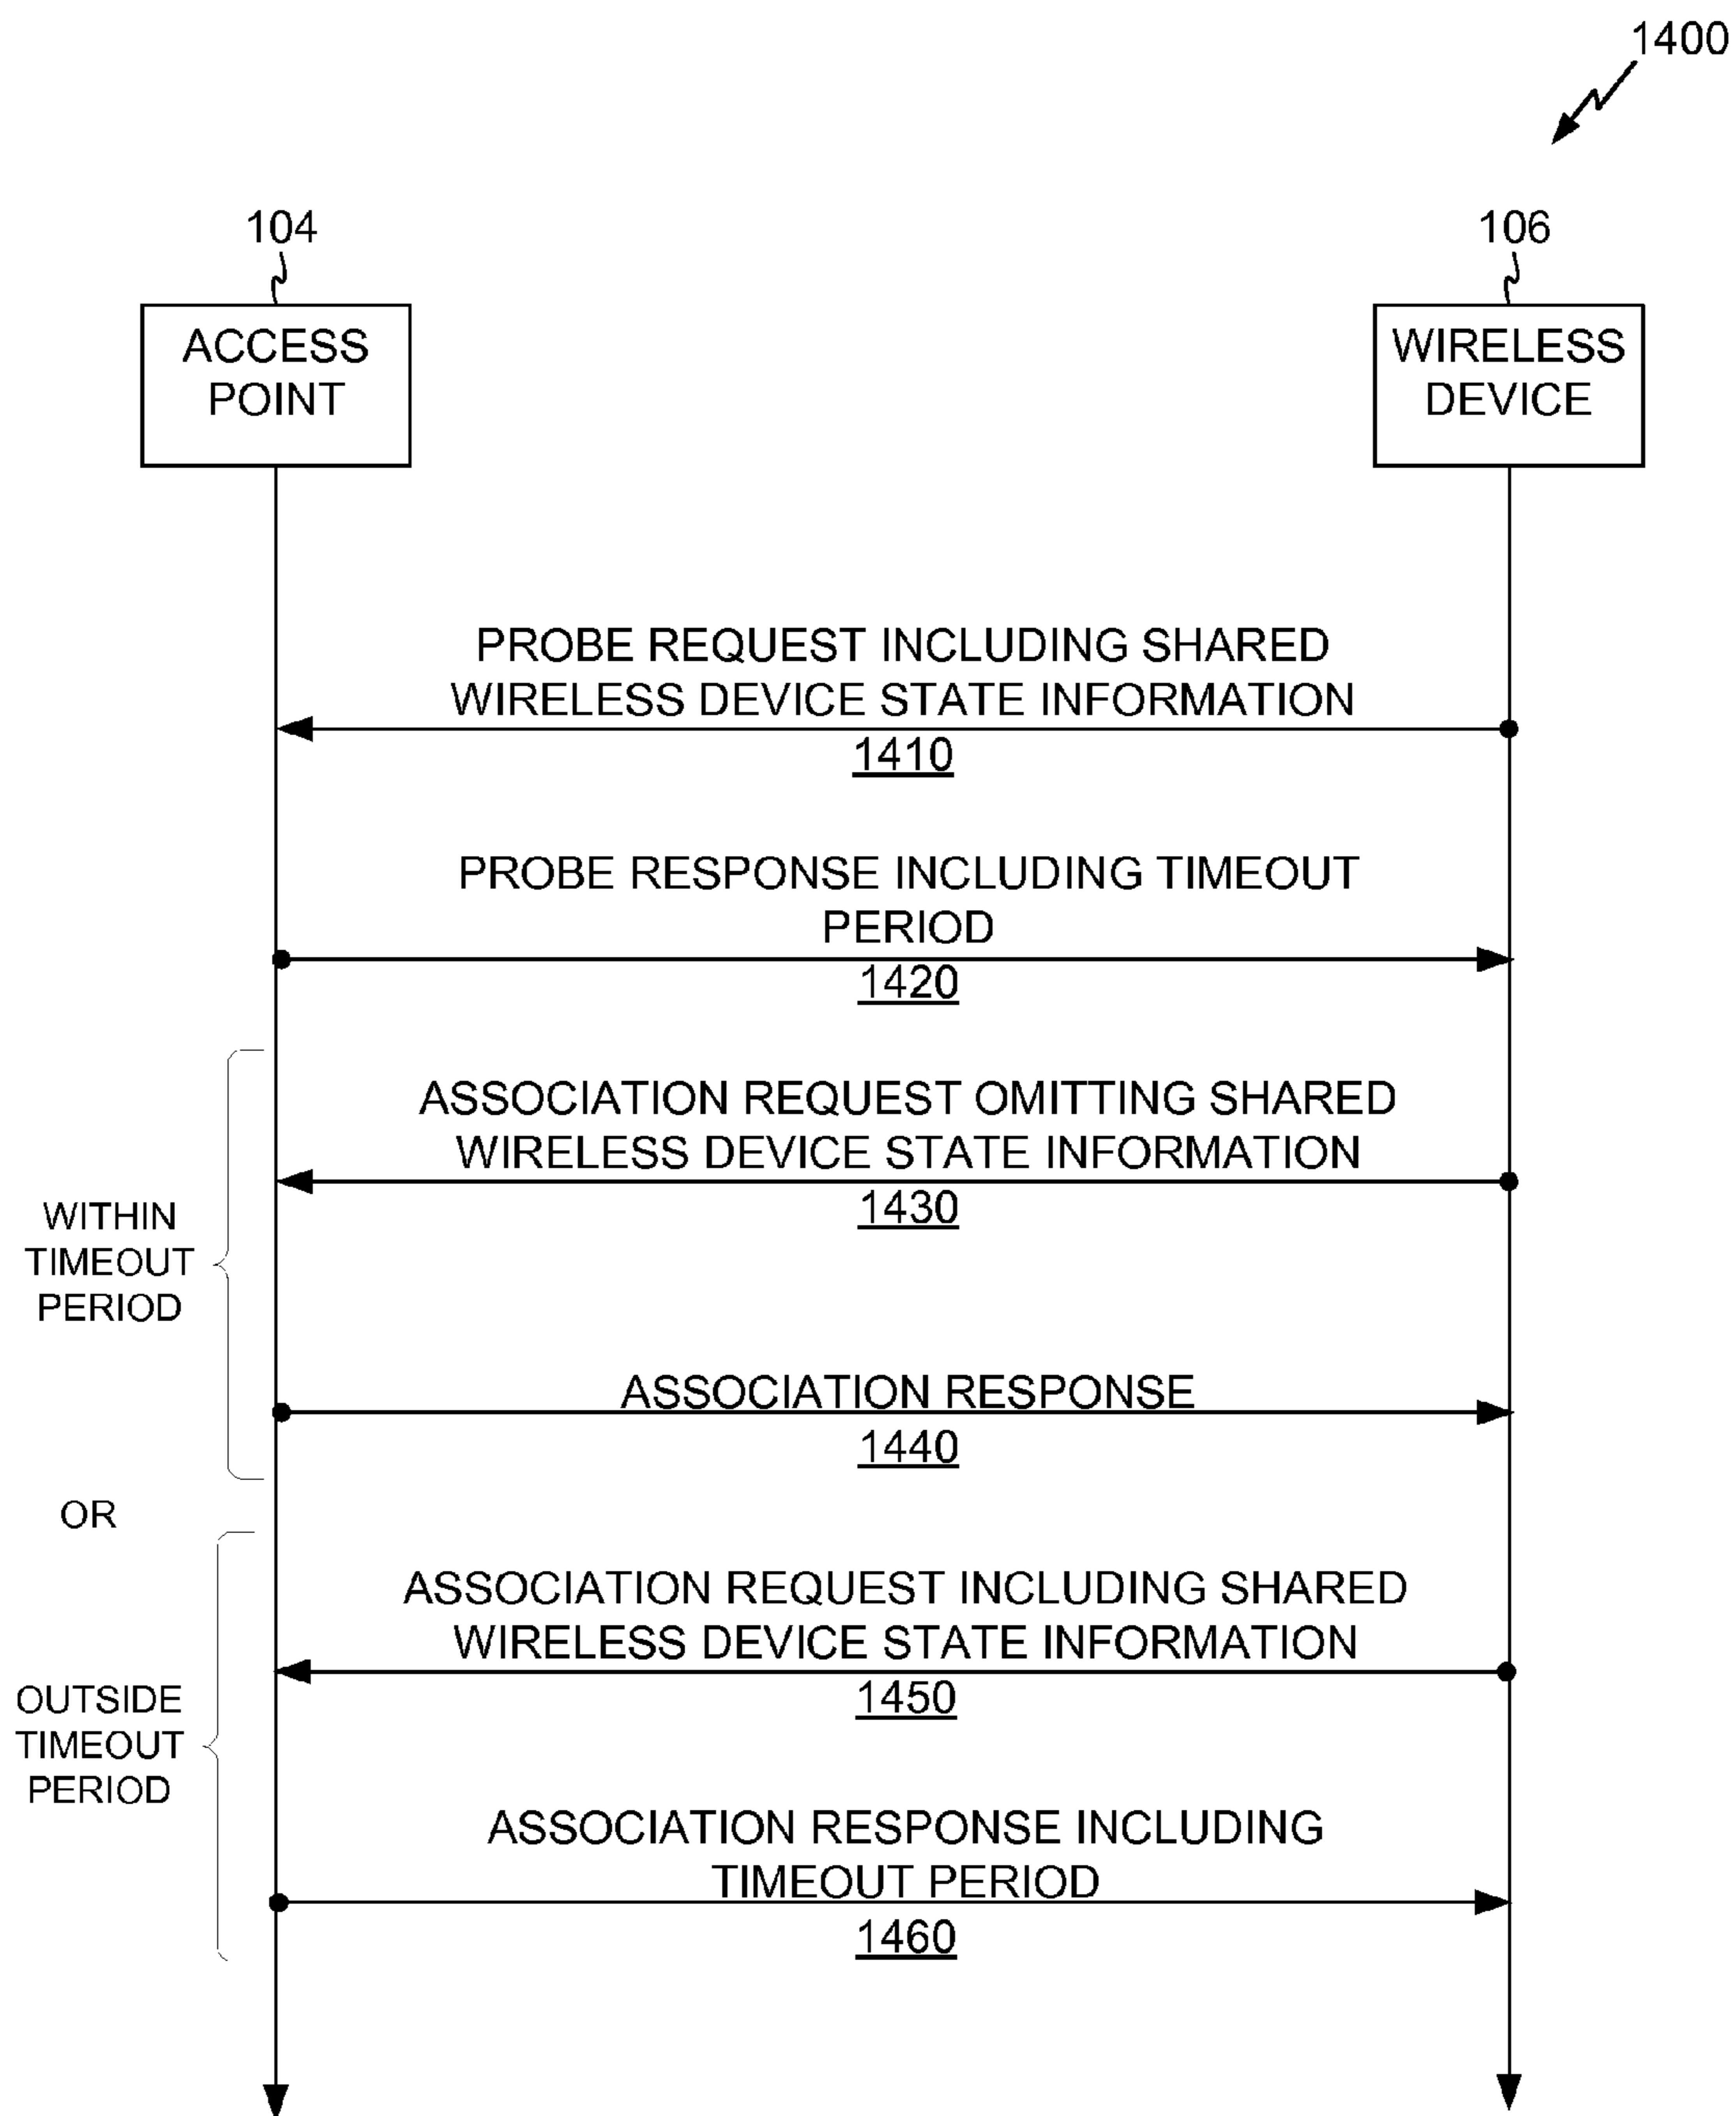 1400
104
106
ACCESS
POINT
WIRELESS
DEVICE
PROBE REQUEST INCLUDING SHARED
WIRELESS DEVICE STATE INFORMATION
1410
PROBE RESPONSE INCLUDING TIMEOUT
PERIOD
1420
WITHIN
TIMEOUT
PERIOD
ASSOCIATION REQUEST OMITTING SHARED
WIRELESS DEVICE STATE INFORMATION
1430
ASSOCIATION RESPONSE
1440
OR
OUTSIDE
TIMEOUT
PERIOD
ASSOCIATION REQUEST INCLUDING SHARED
WIRELESS DEVICE STATE INFORMATION
1450
ASSOCIATION RESPONSE INCLUDING
TIMEOUT PERIOD
1460